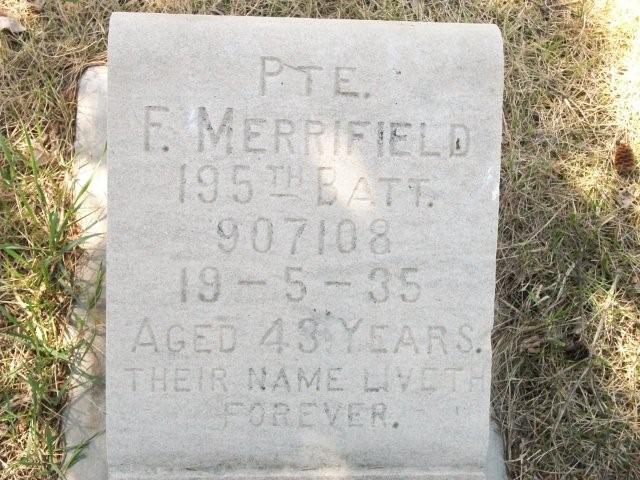 PTE.
F. MERRIFIELD
195TH BATT.
907108
19-5-35
AGED 43 YEARS.
THEIR NAME LIVETH
FOREVER.